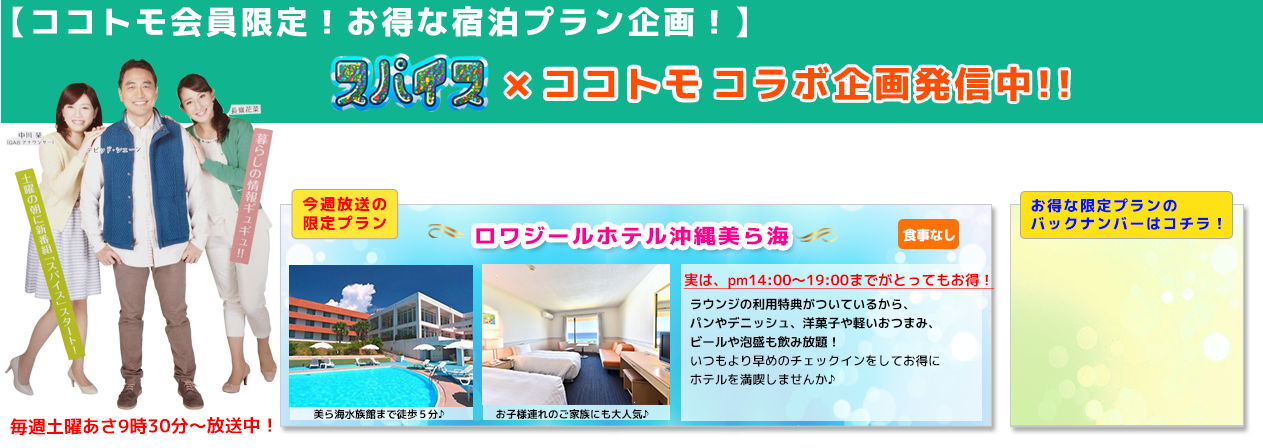 【ココトモ会員限定！お得な宿泊プラン企画！】
スパイス×ココトモ コラボ企画発信中!!
中川 栞
(QABアナウンサー)
デビッド・シェーン
長嶺花菜
土曜の朝に新番組「スパイス」スタート！
暮らしの情報ギュギュ!!
毎週土曜あさ9時30分～放送中！
今週放送の
限定プラン
ロワジールホテル沖縄美ら海
食事なし
美ら海水族館まで徒歩５分♪
お子様連れのご家族にも大人気♪
実は、pm14:00～19:00までがとってもお得！
ラウンジの利用特典がついているから、
パンやデニッシュ、洋菓子や軽いおつまみ、
ビールや泡盛も飲み放題！
いつもより早めのチェックインをしてお得に
ホテルを満喫しませんか♪
お得な限定プランの
バックナンバーはコチラ！